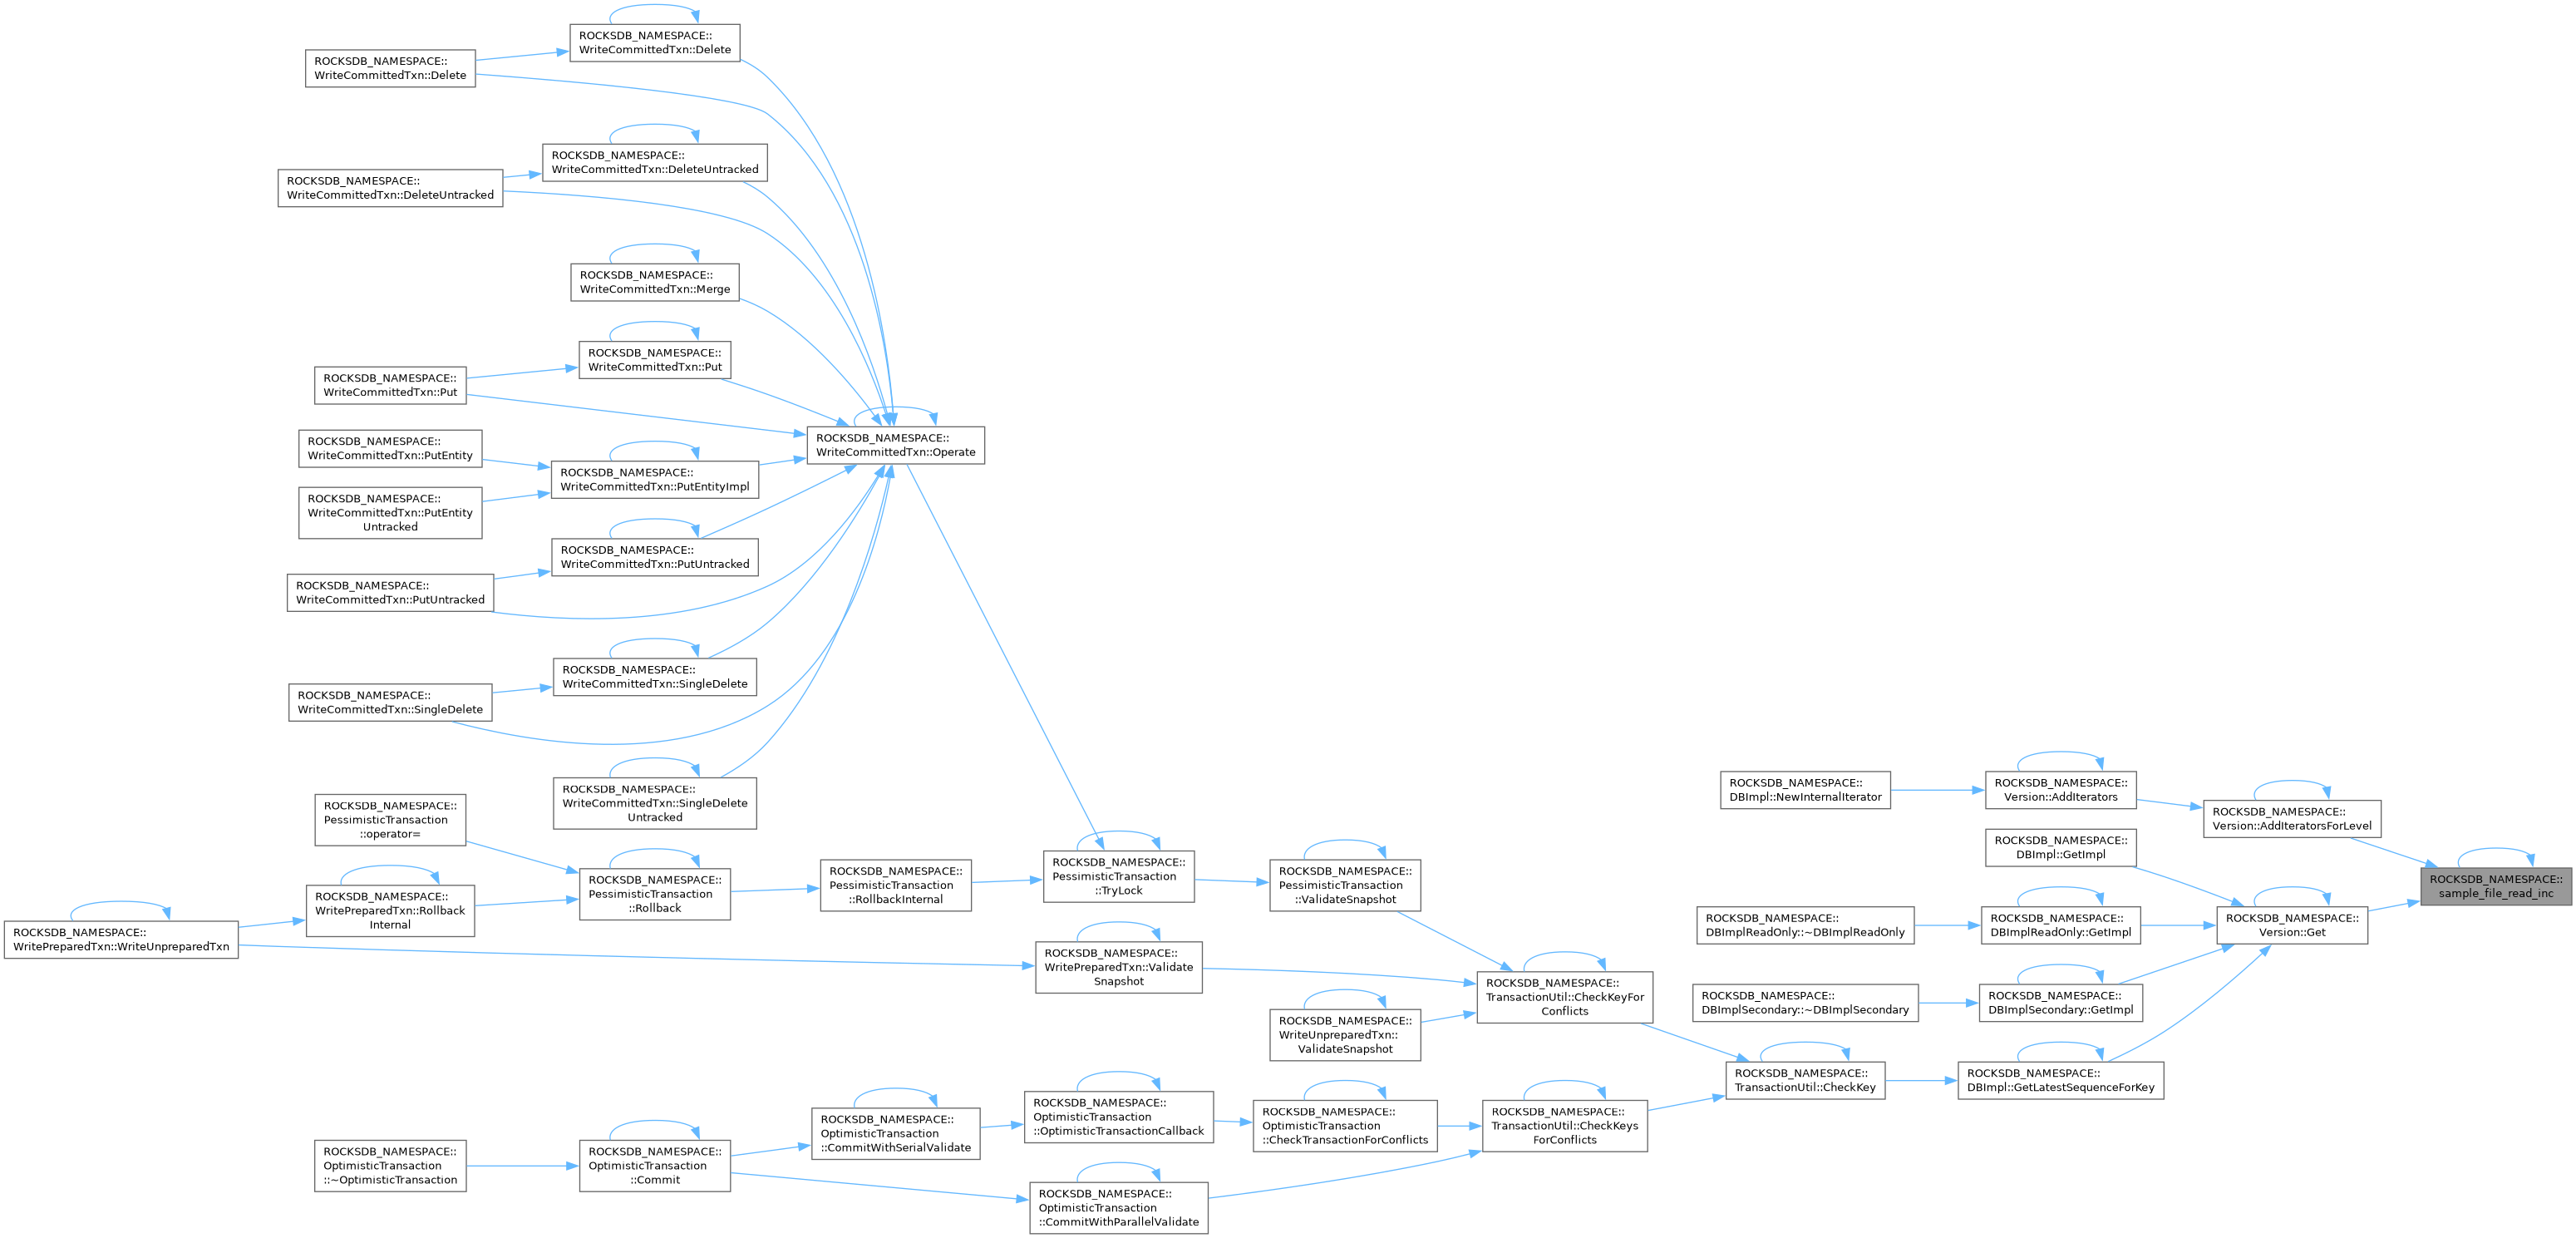 ROCKSDB_NAMESPACE::
WriteCommittedTxn::Delete
ROCKSDB_NAMESPACE::
WriteCommittedTxn::Delete
ROCKSDB_NAMESPACE::
WriteCommittedTxn::DeleteUntracked
ROCKSDB_NAMESPACE::
WriteCommittedTxn::DeleteUntracked
ROCKSDB_NAMESPACE::
WriteCommittedTxn::Merge
ROCKSDB_NAMESPACE::
WriteCommittedTxn::Put
ROCKSDB_NAMESPACE::
WriteCommittedTxn::Put
ROCKSDB_NAMESPACE::
WriteCommittedTxn::Operate
ROCKSDB_NAMESPACE::
WriteCommittedTxn::PutEntity
ROCKSDB_NAMESPACE::
WriteCommittedTxn::PutEntityImpl
ROCKSDB_NAMESPACE::
WriteCommittedTxn::PutEntity
Untracked
ROCKSDB_NAMESPACE::
WriteCommittedTxn::PutUntracked
ROCKSDB_NAMESPACE::
WriteCommittedTxn::PutUntracked
ROCKSDB_NAMESPACE::
WriteCommittedTxn::SingleDelete
ROCKSDB_NAMESPACE::
WriteCommittedTxn::SingleDelete
ROCKSDB_NAMESPACE::
WriteCommittedTxn::SingleDelete
Untracked
ROCKSDB_NAMESPACE::
PessimisticTransaction
::operator=
ROCKSDB_NAMESPACE::
PessimisticTransaction
::Rollback
ROCKSDB_NAMESPACE::
WritePreparedTxn::Rollback
Internal
ROCKSDB_NAMESPACE::
WritePreparedTxn::WriteUnpreparedTxn
ROCKSDB_NAMESPACE::
PessimisticTransaction
::RollbackInternal
ROCKSDB_NAMESPACE::
PessimisticTransaction
::TryLock
ROCKSDB_NAMESPACE::
PessimisticTransaction
::ValidateSnapshot
ROCKSDB_NAMESPACE::
WritePreparedTxn::Validate
Snapshot
ROCKSDB_NAMESPACE::
WriteUnpreparedTxn::
ValidateSnapshot
ROCKSDB_NAMESPACE::
TransactionUtil::CheckKeyFor
Conflicts
ROCKSDB_NAMESPACE::
DBImpl::NewInternalIterator
ROCKSDB_NAMESPACE::
Version::AddIterators
ROCKSDB_NAMESPACE::
Version::AddIteratorsForLevel
ROCKSDB_NAMESPACE::
DBImpl::GetImpl
ROCKSDB_NAMESPACE::
sample_file_read_inc
ROCKSDB_NAMESPACE::
DBImplReadOnly::~DBImplReadOnly
ROCKSDB_NAMESPACE::
DBImplReadOnly::GetImpl
ROCKSDB_NAMESPACE::
Version::Get
ROCKSDB_NAMESPACE::
DBImplSecondary::~DBImplSecondary
ROCKSDB_NAMESPACE::
DBImplSecondary::GetImpl
ROCKSDB_NAMESPACE::
TransactionUtil::CheckKey
ROCKSDB_NAMESPACE::
DBImpl::GetLatestSequenceForKey
ROCKSDB_NAMESPACE::
OptimisticTransaction
::~OptimisticTransaction
ROCKSDB_NAMESPACE::
OptimisticTransaction
::Commit
ROCKSDB_NAMESPACE::
OptimisticTransaction
::CommitWithSerialValidate
ROCKSDB_NAMESPACE::
OptimisticTransaction
::OptimisticTransactionCallback
ROCKSDB_NAMESPACE::
OptimisticTransaction
::CheckTransactionForConflicts
ROCKSDB_NAMESPACE::
TransactionUtil::CheckKeys
ForConflicts
ROCKSDB_NAMESPACE::
OptimisticTransaction
::CommitWithParallelValidate